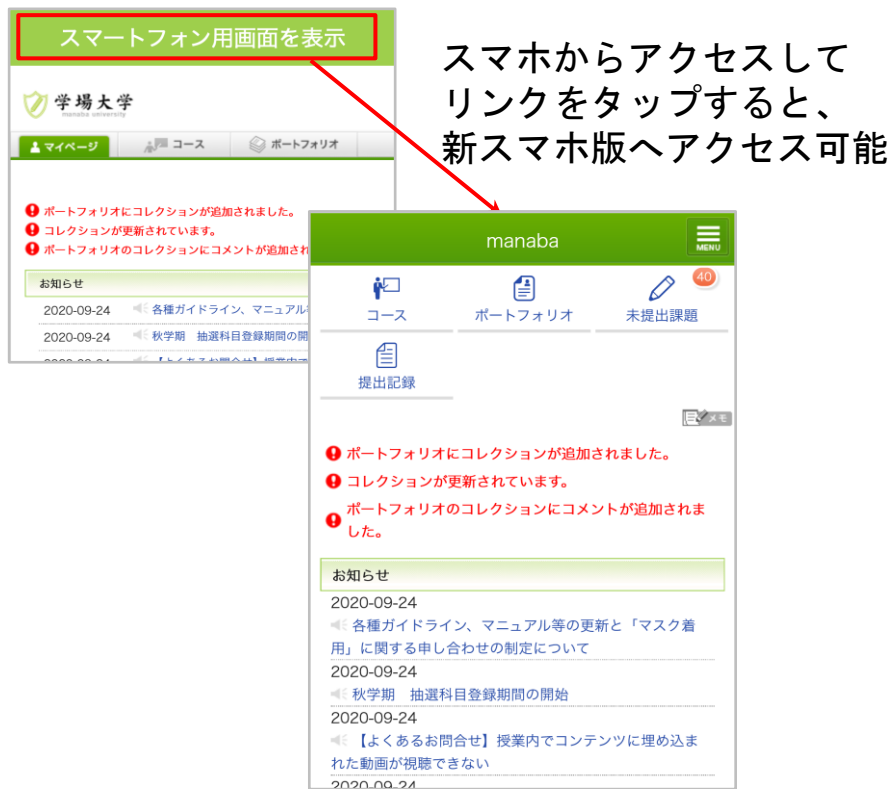 スマートフォン用画面を表示
学場大学
manaba university
マイページ
コース
ポートフォリオ
ポートフォリオにコレクションが追加されました。
コレクションが更新されています。
ポートフォリオのコレクションにコメントが追加され
お知らせ
2020-09-24 各種ガイドライン、マニュアル
2020-09-24 秋学期 抽選科目登録期間の開
スマホからアクセスして
リンクをタップすると、
新スマホ版へアクセス可能
manaba
MENU
コース
ポートフォリオ
40
未提出課題
提出記録
メモ
ポートフォリオにコレクションが追加されました。
コレクションが更新されています。
ポートフォリオのコレクションにコメントが追加されま
した。
お知らせ
2020-09-24
各種ガイドライン、マニュアル等の更新と「マスク着
用」に関する申し合わせの制定について
2020-09-24
秋学期 抽選科目登録期間の開始
2020-09-24
【よくあるお問合せ】授業内でコンテンツに埋め込ま
れた動画が視聴できない
2020-09-24